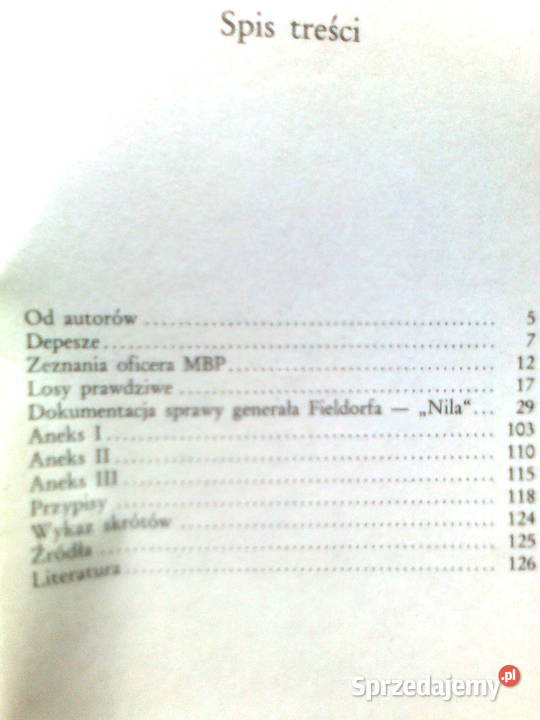 Spis treści
Od autorów 5
Depesze 7
Zeznania oficera MBP 12
Losy prawdziwe 17
Dokumentacja sprawy generała Fieldorfa — „Nila“ 29
Aneks I 103
Aneks II 110
Aneks III 115
Przypisy 118
Wykaz skrótów 124
Źródła 125
Literatura 126
Sprzedajemy.pl